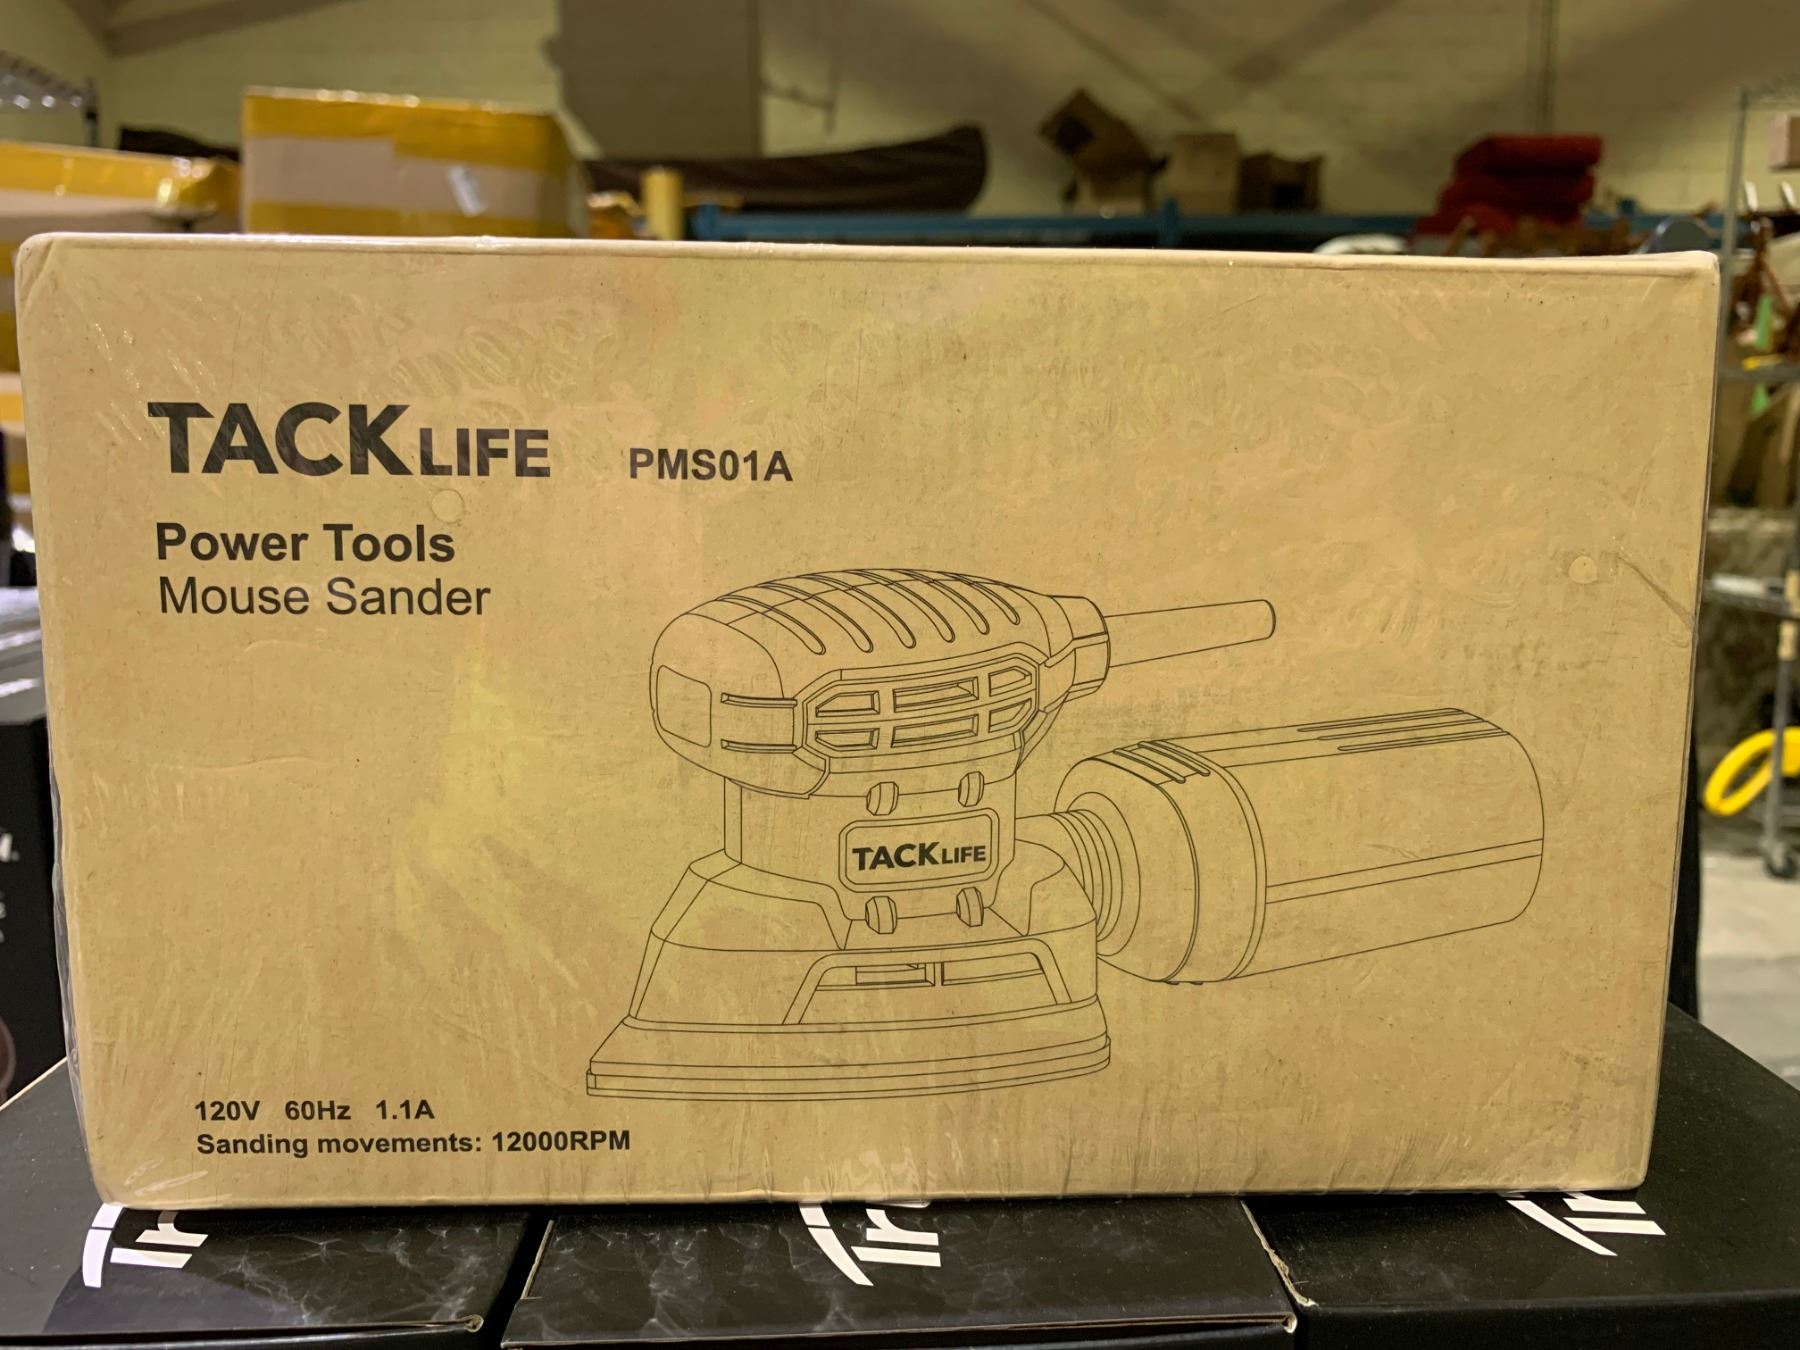 TACKLIFE PMS01A
Power Tools
Mouse Sander
TACKLIFE
120V 60Hz 1.1A
Sanding movements: 12000RPM